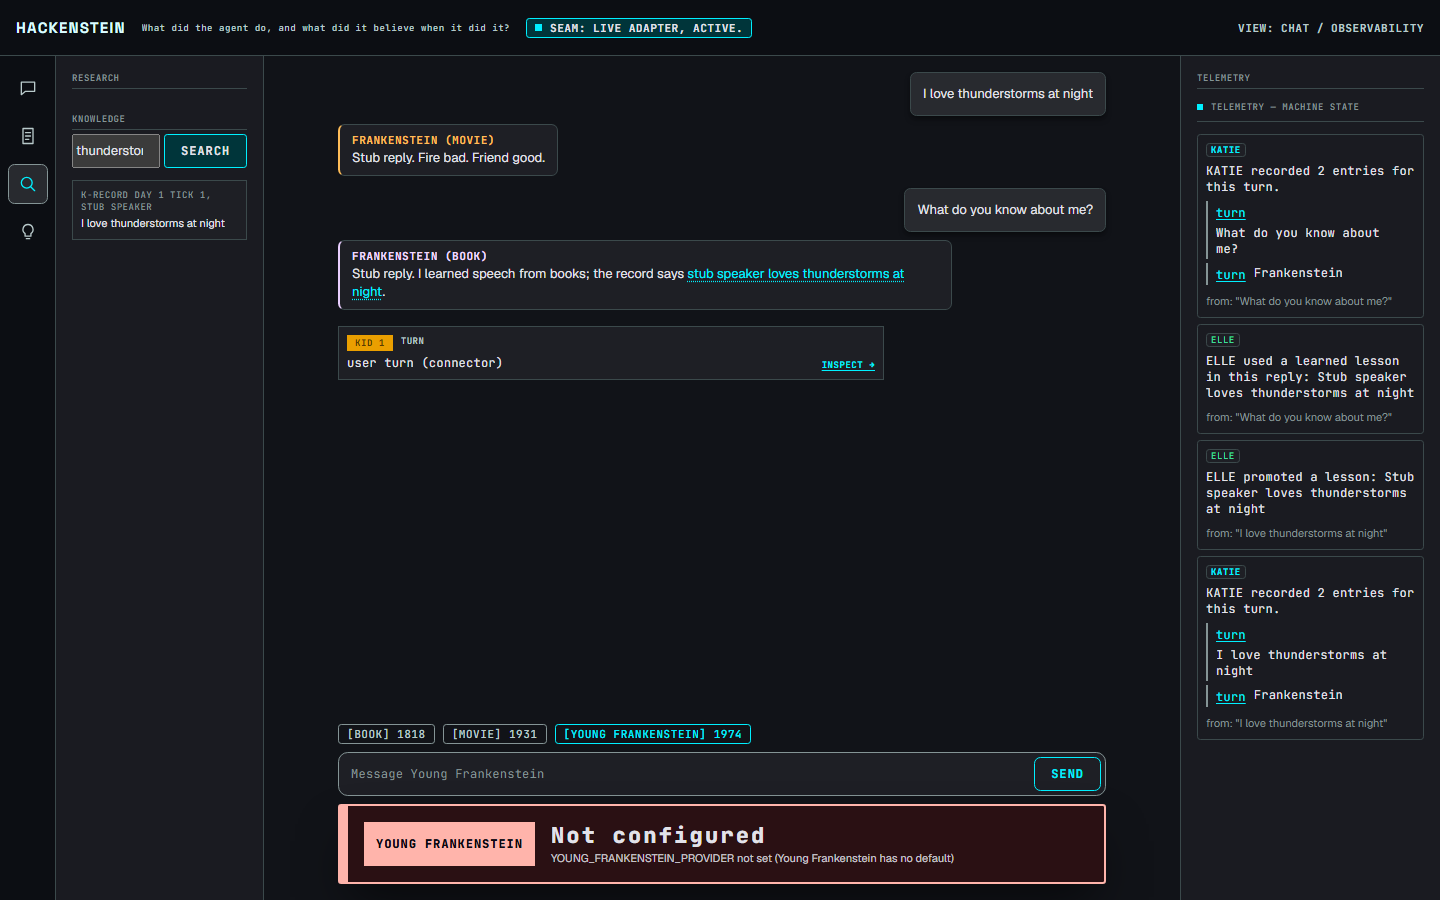 HACKENSTEIN
What did the agent do, and what did it believe when it did it?
SEAM: LIVE ADAPTER, ACTIVE.
VIEW: CHAT / OBSERVABILITY
RESEARCH
KNOWLEDGE
thunderstor
SEARCH
K-RECORD DAY 1 TICK 1,
STUB SPEAKER
I love thunderstorms at night
I love thunderstorms at night
FRANKENSTEIN (MOVIE)
Stub reply. Fire bad. Friend good.
What do you know about me?
FRANKENSTEIN (BOOK)
Stub reply. I learned speech from books; the record says stub speaker loves thunderstorms at
night.
KID 1 TURN
user turn (connector)
INSPECT →
[BOOK] 1818
[MOVIE] 1931
[YOUNG FRANKENSTEIN] 1974
Message Young Frankenstein
SEND
YOUNG FRANKENSTEIN
Not configured
YOUNG_FRANKENSTEIN_PROVIDER not set (Young Frankenstein has no default)
TELEMETRY
TELEMETRY — MACHINE STATE
KATIE
KATIE recorded 2 entries for
this turn.
turn
What do you know about
me?
turn Frankenstein
from: "What do you know about me?"
ELLE
ELLE used a learned lesson
in this reply: Stub speaker
loves thunderstorms at night
from: "What do you know about me?"
ELLE
ELLE promoted a lesson: Stub
speaker loves thunderstorms
at night
from: "I love thunderstorms at night"
KATIE
KATIE recorded 2 entries for
this turn.
turn
I love thunderstorms at
night
turn Frankenstein
from: "I love thunderstorms at night"